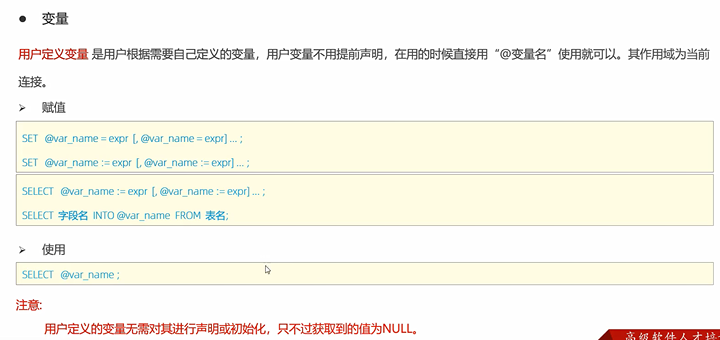 ● 变量
用户定义变量 是用户根据需要自己定义的变量，用户变量不用提前声明，在用的时候直接用“@变量名”使用就可以。其作用域为当前
连接。
➢ 赋值
SET @var_name = expr [, @var_name = expr] ... ;
SET @var_name := expr [, @var_name := expr] ... ;
SELECT @var_name := expr [, @var_name := expr] ... ;
SELECT 字段名 INTO @var_name FROM 表名;
➢ 使用
SELECT @var_name ;
注意:
用户定义的变量无需对其进行声明或初始化，只不过获取到的值为NULL。
高级软件人才培